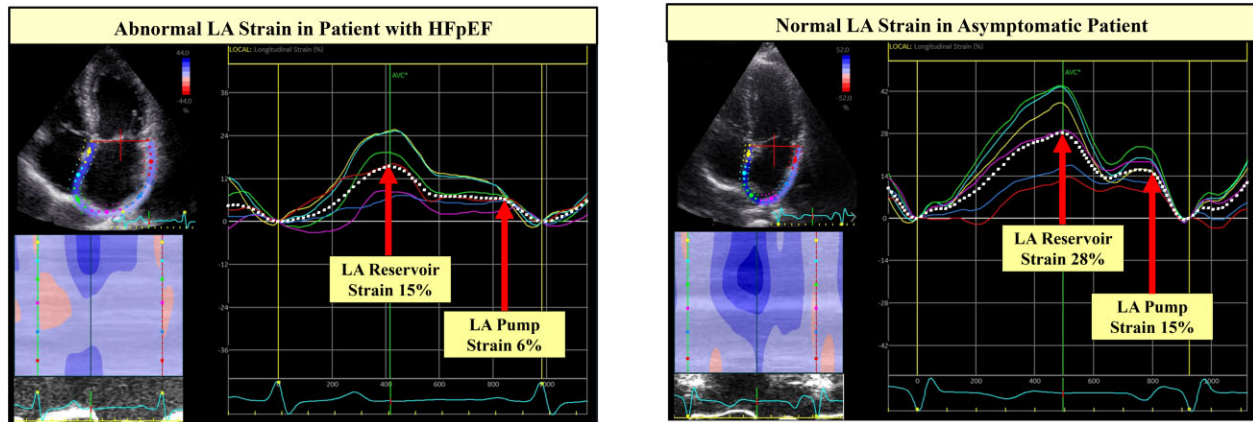 Abnormal LA Strain in Patient with HFpEF
44.0
-44.0
%
LOCAL: Longitudinal Strain (%)
AVC*
36
24
12
0
-12
-24
-36
LA Reservoir
Strain 15%
LA Pump
Strain 6%
0
200
400
600
800
1000
Normal LA Strain in Asymptomatic Patient
52.0
-52.0
%
LOCAL: Longitudinal Strain (%)
AVC*
42
28
14
0
-14
-28
-42
LA Reservoir
Strain 28%
LA Pump
Strain 15%
0
200
400
600
800
1000